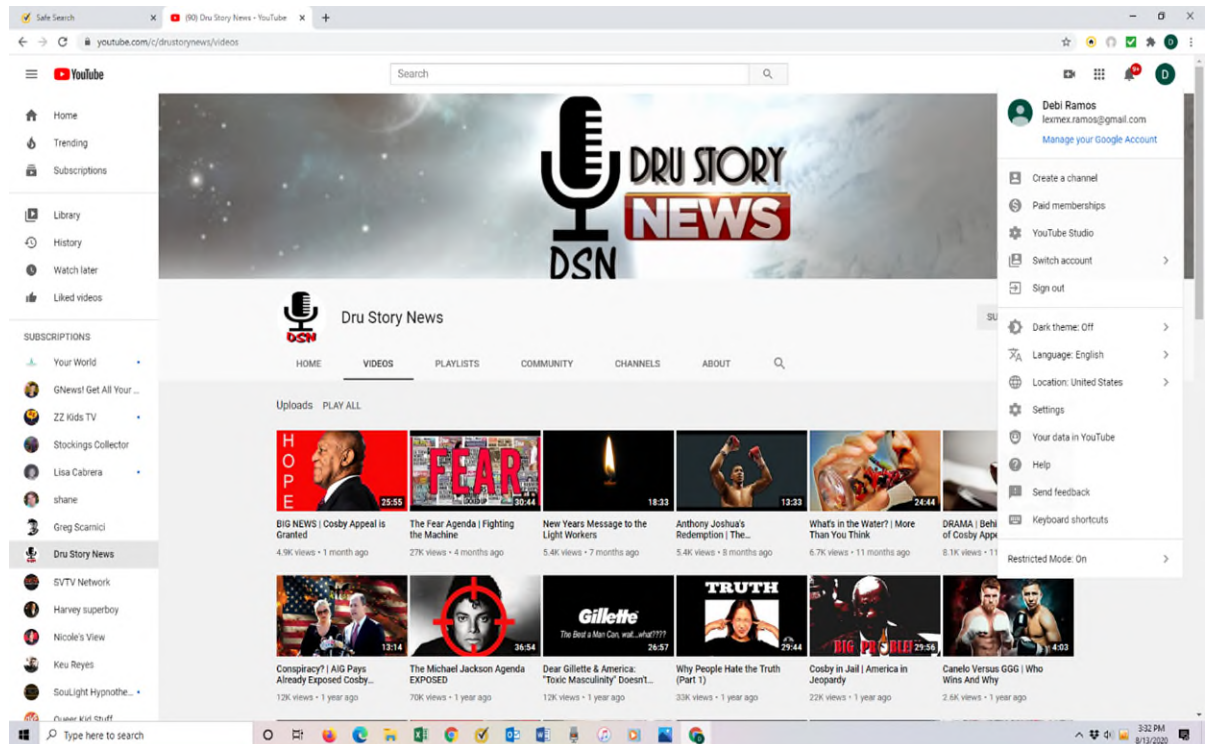 Safe Search
(90) Dru Story News - YouTube
youtube.com/c/drustorynews/videos
YouTube
Search
9+
D
Home
Trending
Subscriptions
Library
History
Watch later
Liked videos
SUBSCRIPTIONS
Your World
GNews! Get All Your ...
ZZ Kids TV
Stockings Collector
Lisa Cabrera
shane
Greg Scarnici
Dru Story News
SVTV Network
Harvey superboy
Nicole's View
Keu Reyes
SouLight Hypnothe...
Queer Kid Stuff
DRU STORY
NEWS
DSN
DSN
Dru Story News
SU
HOME VIDEOS PLAYLISTS COMMUNITY CHANNELS ABOUT
Uploads PLAY ALL
HOPE
25:55
BIG NEWS | Cosby Appeal is
Granted
4.9K views • 1 month ago
FEAR
30:44
The Fear Agenda | Fighting
the Machine
27K views • 4 months ago
18:33
New Years Message to the
Light Workers
5.4K views • 7 months ago
13:33
Anthony Joshua's
Redemption | The...
5.4K views • 8 months ago
24:44
What's in the Water? | More
Than You Think
6.7K views • 11 months ago
DRAMA | Behi
of Cosby Appe
8.1K views • 11
13:14
Conspiracy? | AIG Pays
Already Exposed Cosby...
12K views • 1 year ago
36:54
The Michael Jackson Agenda
EXPOSED
70K views • 1 year ago
Gillette
The Best a Man Can, wait...what????
26:57
Dear Gillette & America:
"Toxic Masculinity" Doesn't...
12K views • 1 year ago
TRUTH
29:44
Why People Hate the Truth
(Part 1)
33K views • 1 year ago
BIG PROBLEM
29:56
Cosby in Jail | America in
Jeopardy
22K views • 1 year ago
4:03
Canelo Versus GGG | Who
Wins And Why
2.6K views • 1 year ago
Debi Ramos
lexmex.ramos@gmail.com
Manage your Google Account
Create a channel
Paid memberships
YouTube Studio
Switch account
Sign out
Dark theme: Off
Language: English
Location: United States
Settings
Your data in YouTube
Help
Send feedback
Keyboard shortcuts
Restricted Mode: On
Type here to search
3:32 PM
8/13/2020